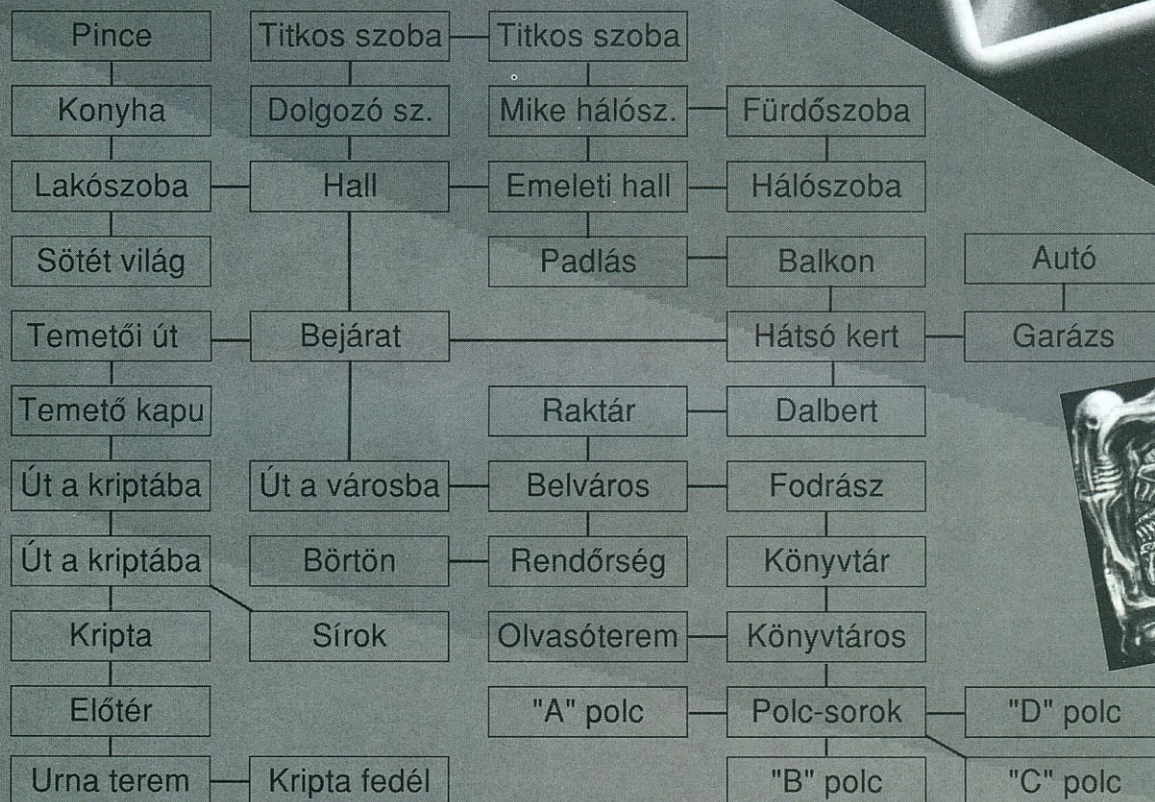 Pince Titkos szoba Titkos szoba
Konyha Dolgozó sz. Mike hálósz. Fürdőszoba
Lakószoba Hall Emeleti hall Hálószoba
Sötét világ Padlás Balkon Autó
Temetői út Bejárat Hátsó kert Garázs
Temető kapu Raktár Dalbert
Út a kriptába Út a városba Belváros Fodrász
Út a kriptába Börtön Rendőrség Könyvtár
Kripta Sírok Olvasóterem Könyvtáros
Előtér "A" polc Polc-sorok "D" polc
Urna terem Kripta fedél "B" polc "C" polc